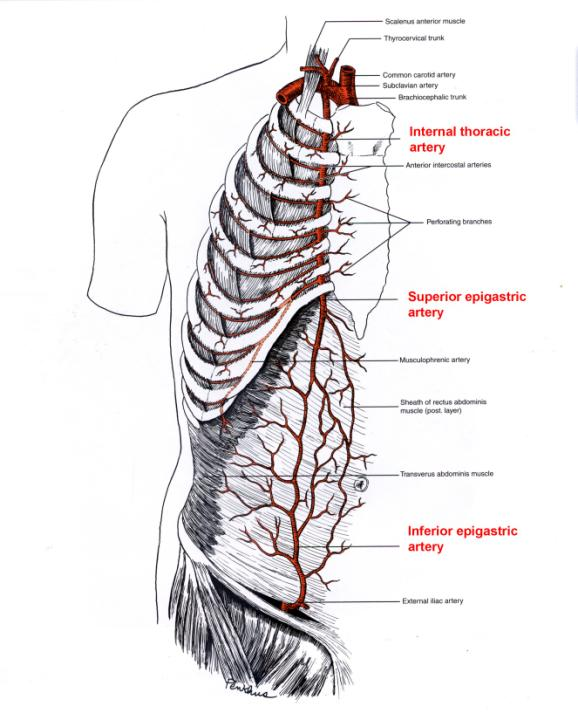 Scalenus anterior muscle
Thyrocervical trunk
Common carotid artery
Subclavian artery
Brachiocephalic trunk
Internal thoracic
artery
Anterior intercostal arteries
Perforating branches
Superior epigastric
artery
Musculophrenic artery
Sheath of rectus abdominis
muscle (post. layer)
Transverus abdominis muscle
Inferior epigastric
artery
External iliac artery